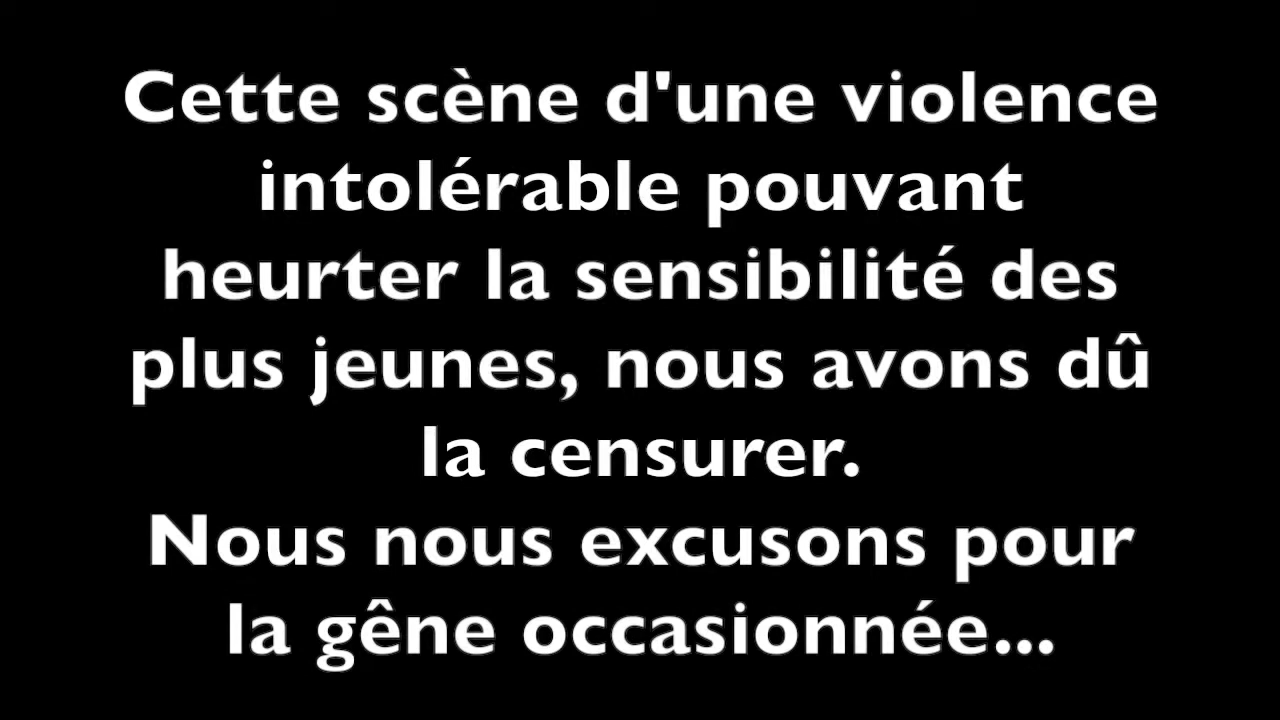 Cette scène d'une violence
intolérable pouvant
heurter la sensibilité des
plus jeunes, nous avons dû
la censurer.
Nous nous excusons pour
la gêne occasionnée...